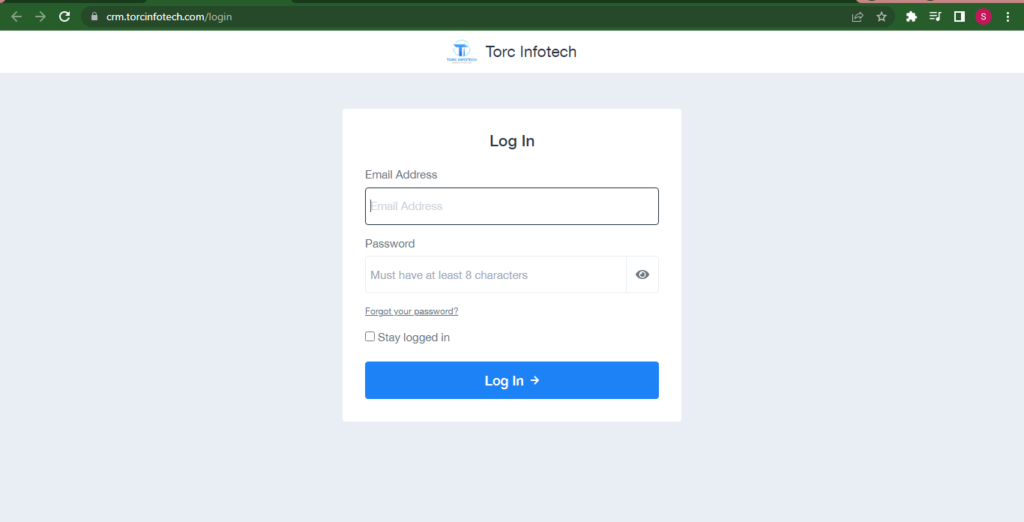 crm.torcinfotech.com/login
S
Torc Infotech
Log In
Email Address
Email Address
Password
Must have at least 8 characters
Forgot your password?
Stay logged in
Log In →